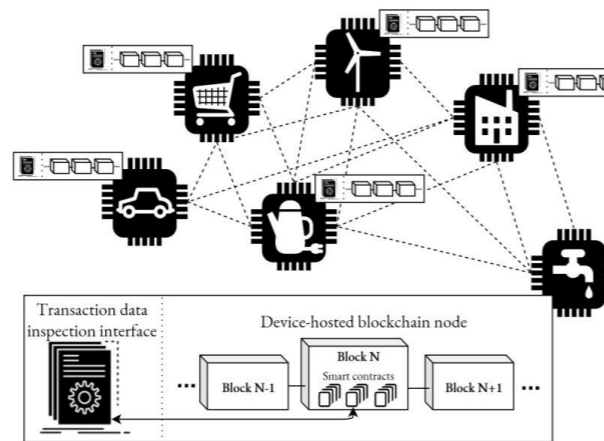 Transaction data
inspection interface
Device-hosted blockchain node
Block N
Smart contracts
... Block N-1
Block N+1 ...